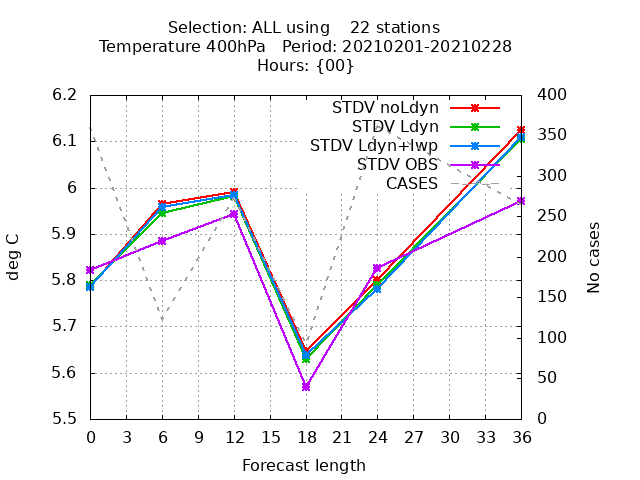 Selection: ALL using    22 stations
Temperature 400hPa   Period: 20210201-20210228
Hours: {00}
STDV noLdyn
STDV Ldyn
STDV Ldyn+lwp
STDV OBS
CASES
6.2
6.1
6
5.9
5.8
5.7
5.6
5.5
deg C
400
350
300
250
200
150
100
50
0
No cases
0 3 6 9 12 15 18 21 24 27 30 33 36
Forecast length